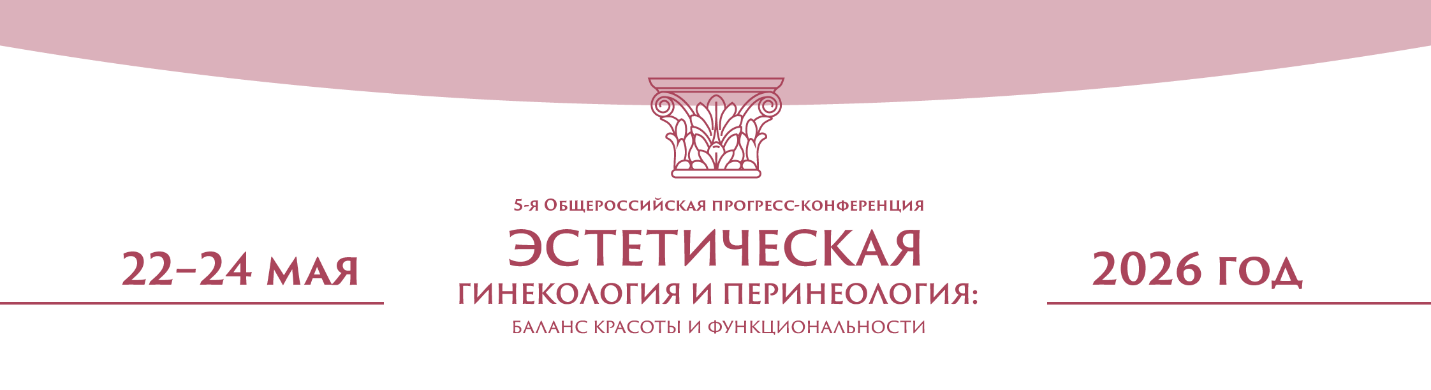 5-я Общероссийская прогресс-конференция
ЭСТЕТИЧЕСКАЯ
ГИНЕКОЛОГИЯ И ПЕРИНЕОЛОГИЯ:
БАЛАНС КРАСОТЫ И ФУНКЦИОНАЛЬНОСТИ
22–24 МАЯ
2026 ГОД